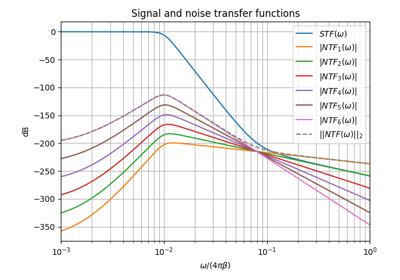 Signal and noise transfer functions
0
−50
−100
−150
−200
−250
−300
−350
dB
10⁻³
10⁻²
10⁻¹
10⁰
ω/(4πβ)
STF(ω)
|NTF₁(ω)|
|NTF₂(ω)|
|NTF₃(ω)|
|NTF₄(ω)|
|NTF₅(ω)|
|NTF₆(ω)|
||NTF(ω)||₂